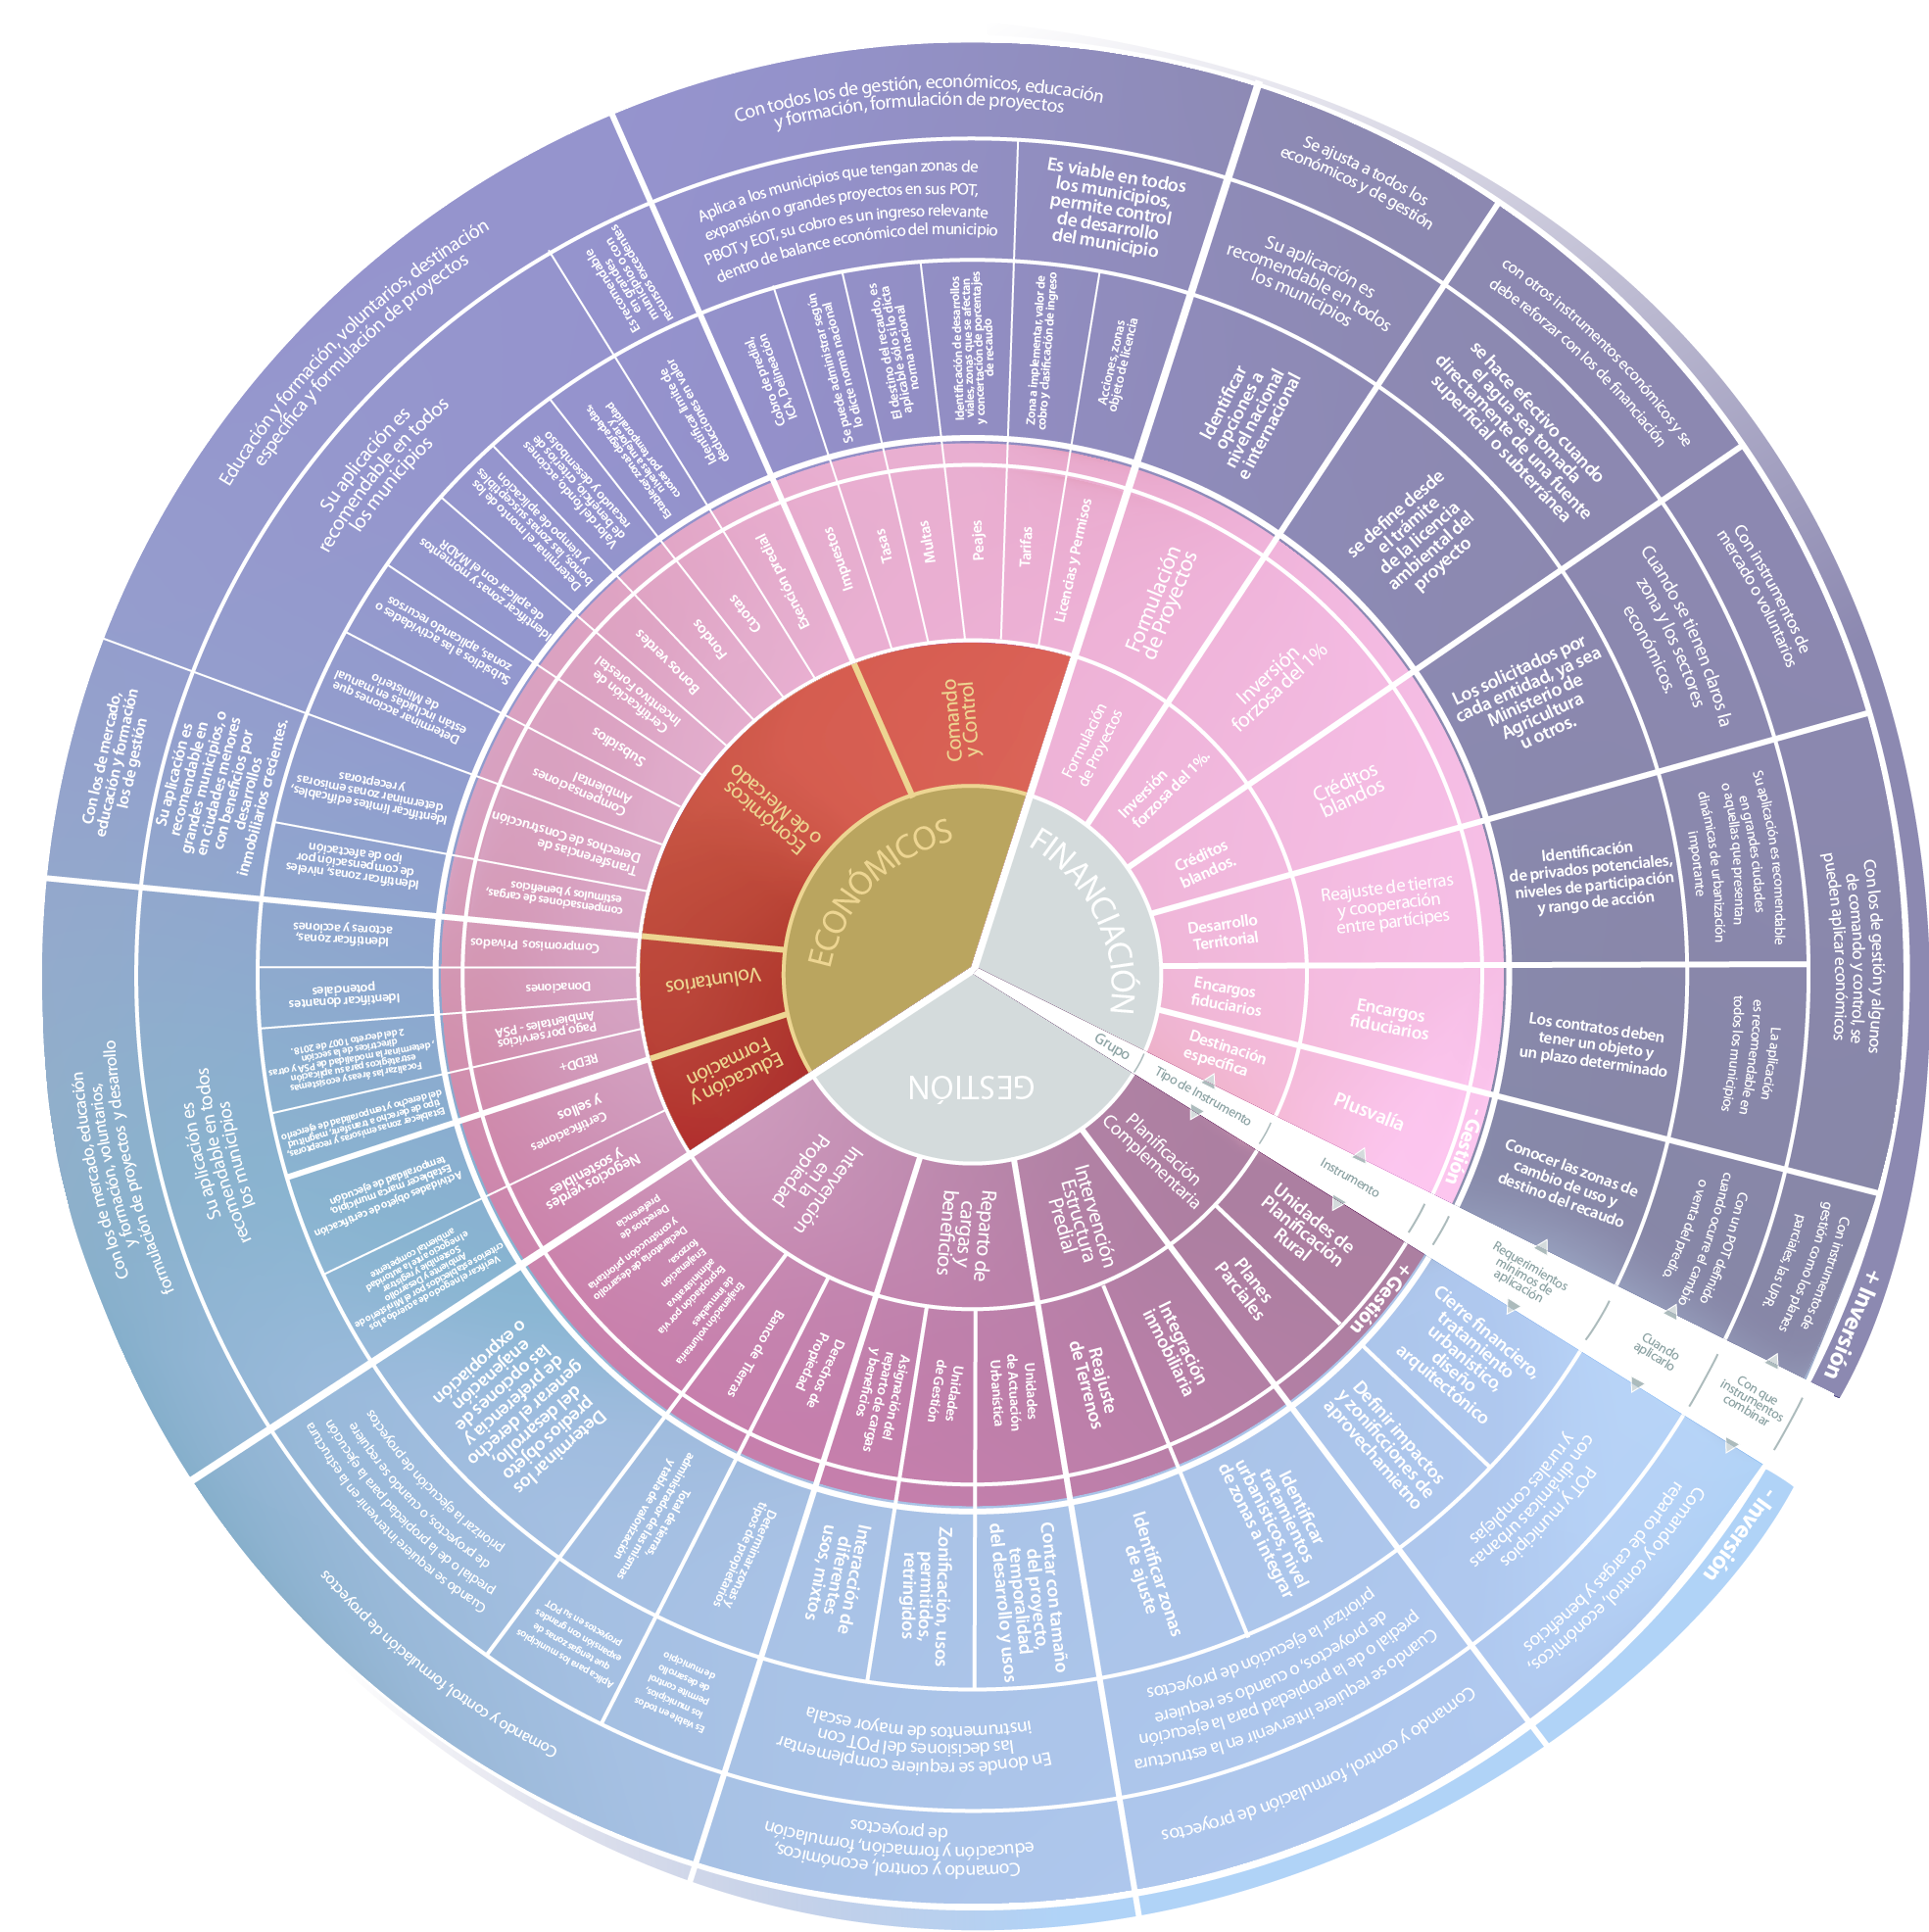 ECONÓMICOS
FINANCIACIÓN
GESTIÓN
Comando
y Control
Económicos
o de Mercado
Voluntarios
Educación y
Formación
Formulación
de Proyectos
Inversión
forzosa del 1%.
Créditos
blandos.
Desarrollo
Territorial
Encargos
fiduciarios
Destinación
específica
Planificación
Complementaria
Intervención
Estructura
Predial
Reparto de
cargas y
beneficios
Intervención
en la
Propiedad
Grupo
Tipo de Instrumento
Instrumento
Requerimientos
mínimos de
aplicación
Cuando
aplicarlo
Con que
instrumentos
combinar
- Gestión
+ Gestión
+ Inversión
- Inversión
Impuestos
Tasas
Multas
Peajes
Tarifas
Licencias y Permisos
Formulación
de Proyectos
Inversión
forzosa del 1%
Créditos
blandos
Reajuste de tierras
y cooperación
entre partícipes
Encargos
fiduciarios
Plusvalía
Unidades de
Planificación
Rural
Planes
Parciales
Integración
inmobiliaria
Reajuste
de Terrenos
Unidades
de Actuación
Urbanística
Unidades
de Gestión
Asignación del
reparto de cargas
y beneficios
Derechos de
Propiedad
Banco de Tierras
Enajenación voluntaria
de inmuebles
Expropiación por vía
administrativa
Enajenación
forzosa.
Declaratoria de desarrollo
y construcción prioritaria
Derechos de
preferencia
Negocios verdes
y sostenibles
Certificaciones
y sellos
REDD+
Pago por servicios
Ambientales - PSA
Donaciones
Compromisos Privados
compensaciones de cargas,
estímulos y beneficios
Transferencias de
Derechos de Construcción
Compensaciones
Ambiental
Subsidios
Certificación de
Incentivo Forestal
Bonos verdes
Fondos
Cuotas
Exención predial
Cobro de predial,
ICA, Delineación
Se puede administrar según
lo dicte norma nacional
El destino del recaudo, es
aplicable sólo si lo dicta
norma nacional
Identificación de desarrollos
viales, zonas que se afectan
y concertación de porcentajes
de recaudo
Zona a implementar, valor de
cobro y clasificación de ingreso
Acciones, zonas
objeto de licencia
Identificar
opciones a
nivel nacional
e internacional
se define desde
el trámite
de la licencia
ambiental del
proyecto
Los solicitados por
cada entidad, ya sea
Ministerio de
Agricultura
u otros.
Identificación
de privados potenciales,
niveles de participación
y rango de acción
Los contratos deben
tener un objeto y
un plazo determinado
Conocer las zonas de
cambio de uso y
destino del recaudo
Cierre financiero,
tratamiento
urbanístico,
diseño
arquitectónico
Definir impactos
y zonificciones de
aprovechamietno
Identificar
tratamientos
urbanísticos, nivel
de zonas a integrar
Identificar zonas
de ajuste
Contar con tamaño
del proyecto,
temporalidad
del desarrollo y usos
Zonificación, usos
permitidos,
retringidos
Interacción de
diferentes
usos, mixtos
Determinar zonas y
tipos de propietarios
Total de tierras,
administrador de las mismas
y tabla de valorización
Determinar los
predios objeto
del desarrollo,
generar el derecho,
de preferencia y
las opciones de
enajenación
o expropiación
Verificar el negocio de acuerdo a los
criterios establecidos por el Ministerio de
Ambiente y Desarrollo
Sostenible y registrar
el negocio ante la autoridad
ambiental competente
Actividades objeto de certificación
Establecer marca municipio,
temporalidad de ejecución
Establecer zonas emisoras y receptoras,
tipo de derecho a transferir, magnitud
del derecho y temporalidad de ejercelo
Focalizar las áreas y ecosistemas
estratégicos para su aplicación
, determinar la modalidad de PSA y otras
directrices de la sección
2 del decreto 1007 de 2018.
Identificar donantes
potenciales
Identificar zonas,
actores y acciones
Identificar zonas, niveles
de compensación por
ipo de afectación
Identificar límites edificables,
determinar zonas emisoras
y receptoras
Determinar acciones que
están incluidas en manual
de Ministerio
Subsidios a las actividades o
zonas, aplicando recursos
Identificar zonas y momentos
de aplicar con el MADR
Determinar el monto de los
bonos, las zonas susceptibles
y tiempo de aplicación
Valor del fondo, acciones
de beneficio, criterios de
recaudo y desembolso
Establecer zonas degradadas,
niveles a mejorar y
cuotas por temporalidad
Identificar límite de
deducciones en valor
Aplica a los municipios que tengan zonas de
expansión o grandes proyectos en sus POT,
PBOT y EOT, su cobro es un ingreso relevante
dentro de balance económico del municipio
Es viable en todos
los municipios,
permite control
de desarrollo
del municipio
Su aplicación es
recomendable en todos
los municipios
se hace efectivo cuando
el agua sea tomada
directamente de una fuente
superficial o subterránea
Cuando se tienen claros la
zona y los sectores
económicos.
Su aplicación es recomendable
en grandes ciudades
o aquellas que presentan
dinámicas de urbanización
importante
La aplicación
es recomendable en
todos los municipios
Con un POT definido
cuando ocurre el cambio
o venta del predio.
POT y municipios
con dinámicas urbanas
y rurales complejas
Cuando se requiere intervenir en la estructura
predial o de la propiedad para la ejecución
de proyectos, o cuando se requiere
priorizar la ejecución de proyectos
En donde se requiere complementar
las decisiones del POT con
instrumentos de mayor escala
Es viable en todos
los municipios,
permite control
de desarrollo
de municipio
Aplica para los municipios
que tengas zonas de
expansión con grandes
proyectos en su POT
Cuando se requiere intervenir en la estructura
predial o de la propiedad para la ejecución
de proyectos, o cuando se requiere
priorizar la ejecución de proyectos
Su aplicación es
recomendable en todos
los municipios
Su aplicación es
recomendable en
grandes municipios, o
en ciudades menores
con beneficios por
desarrollos
inmobiliarios credentes.
Su aplicación es
recomendable en todos
los municipios
Es recomendable
en grandes
municipios o con
recursos excedentes
Con todos los de gestión, económicos, educación
y formación, formulación de proyectos
Se ajusta a todos los
económicos y de gestión
con otros instrumentos económicos y se
debe reforzar con los de financiación
Con instrumentos de
mercado o voluntarios
Con los de gestión y algunos
de comando y control, se
pueden aplicar económicos
Con instrumentos de
gestión como los planes
parciales, las UPR.
Comando y control, económicos,
reparto de cargas y beneficios
Comando y control, formulación de proyectos
Comando y control, económicos,
educación y formación, formulación
de proyectos
Comando y control, formulación de proyectos
Con los de mercado, educación
y formación, voluntarios,
formulación de proyectos y desarrollo
Con los de mercado,
educación y formación
los de gestión
Educación y formación, voluntarios, destinación
específica y formulación de proyectos